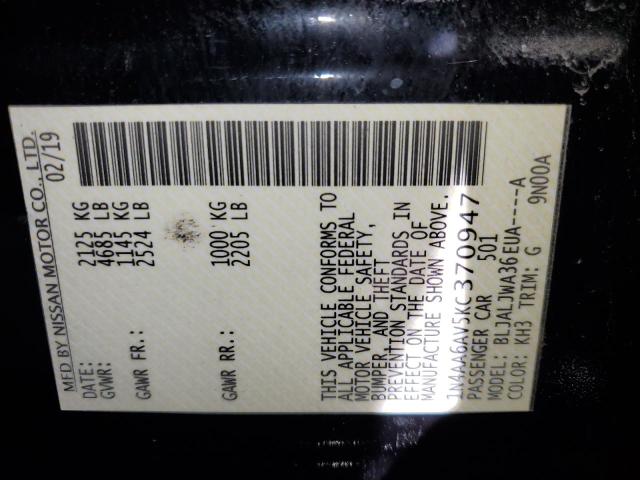 MFD BY NISSAN MOTOR CO., LTD.
DATE: 02/19
GVWR: 2125 KG
4685 LB
GAWR FR.: 1145 KG
2524 LB
GAWR RR.: 1000 KG
2205 LB
THIS VEHICLE CONFORMS TO
ALL APPLICABLE FEDERAL
MOTOR VEHICLE SAFETY,
BUMPER, AND THEFT
PREVENTION STANDARDS IN
EFFECT ON THE DATE OF
MANUFACTURE SHOWN ABOVE.
1N4AA6AV5KC370947
PASSENGER CAR 501
MODEL: BLJALJWA36EUA----A
COLOR: KH3 TRIM: G 9N00A